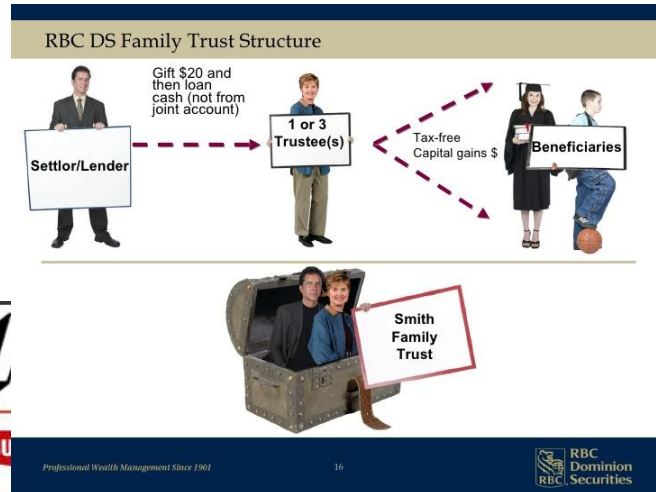 RBC DS Family Trust Structure
Gift $20 and
then loan
cash (not from
joint account)
Settlor/Lender
1 or 3
Trustee(s)
Tax-free
Capital gains $
Beneficiaries
Smith
Family
Trust
Professional Wealth Management Since 1901
16
RBC
RBC
Dominion
Securities